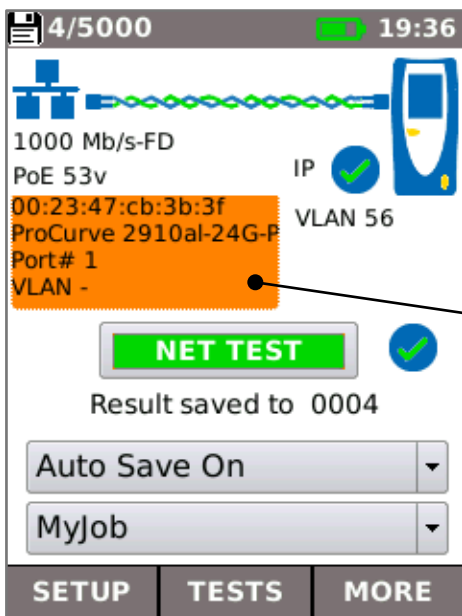 4/5000 19:36
1000 Mb/s-FD
PoE 53v
IP
00:23:47:cb:3b:3f
ProCurve 2910al-24G-P
Port# 1
VLAN -
VLAN 56
NET TEST
Result saved to 0004
Auto Save On
MyJob
SETUP TESTS MORE